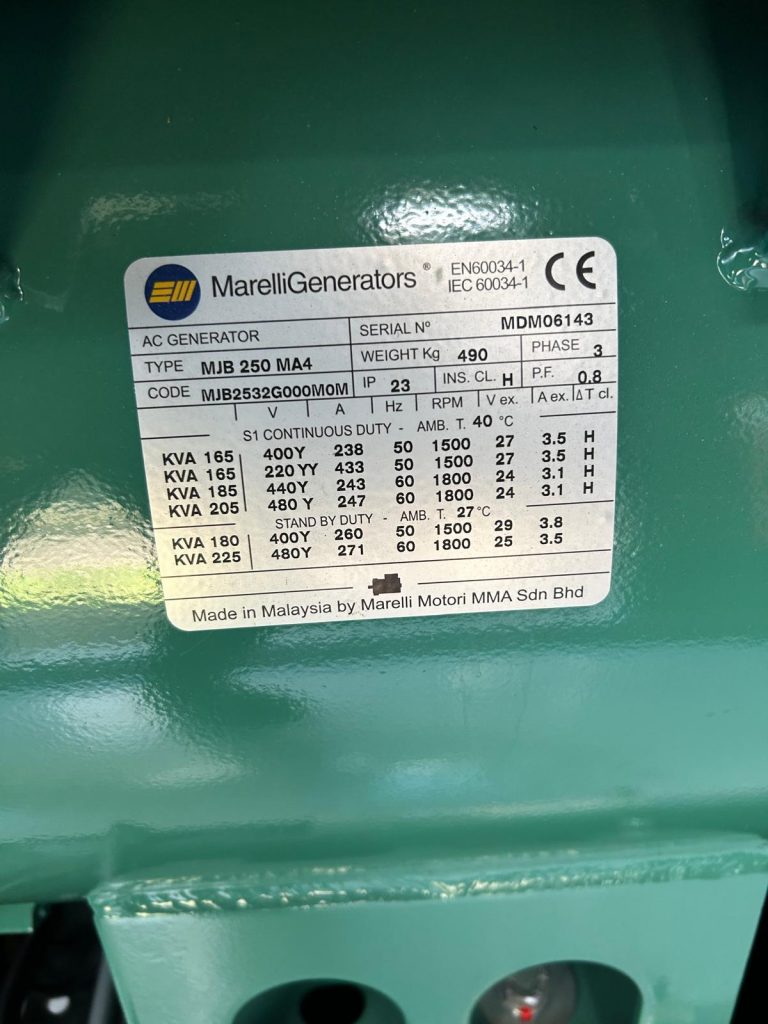 MarelliGenerators ® EN60034-1 IEC 60034-1 CE
AC GENERATOR SERIAL Nº MDM06143
TYPE MJB 250 MA4 WEIGHT Kg 490 PHASE 3
CODE MJB2532G000M0M IP 23 INS. CL. H P.F. 0.8
V A Hz RPM V ex. A ex. Δ T cl.
S1 CONTINUOUS DUTY - AMB. T. 40 °C
KVA 165 400Y 238 50 1500 27 3.5 H
KVA 165 220 YY 433 50 1500 27 3.5 H
KVA 185 440Y 243 60 1800 24 3.1 H
KVA 205 480 Y 247 60 1800 24 3.1 H
STAND BY DUTY - AMB. T. 27 °C
KVA 180 400Y 260 50 1500 29 3.8
KVA 225 480Y 271 60 1800 25 3.5
Made in Malaysia by Marelli Motori MMA Sdn Bhd